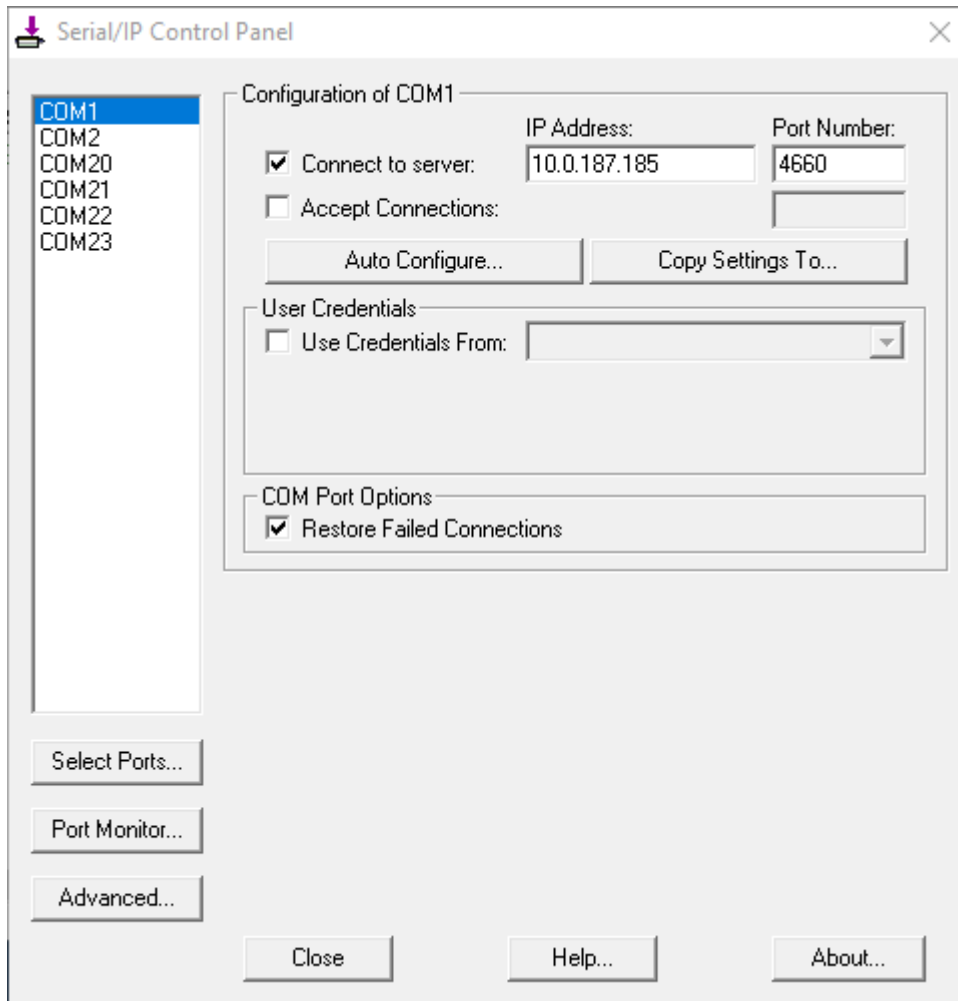 Serial/IP Control Panel
COM1
COM2
COM20
COM21
COM22
COM23
Configuration of COM1
IP Address: Port Number:
Connect to server: 10.0.187.185 4660
Accept Connections:
Auto Configure... Copy Settings To...
User Credentials
Use Credentials From:
COM Port Options
Restore Failed Connections
Select Ports...
Port Monitor...
Advanced...
Close Help... About...